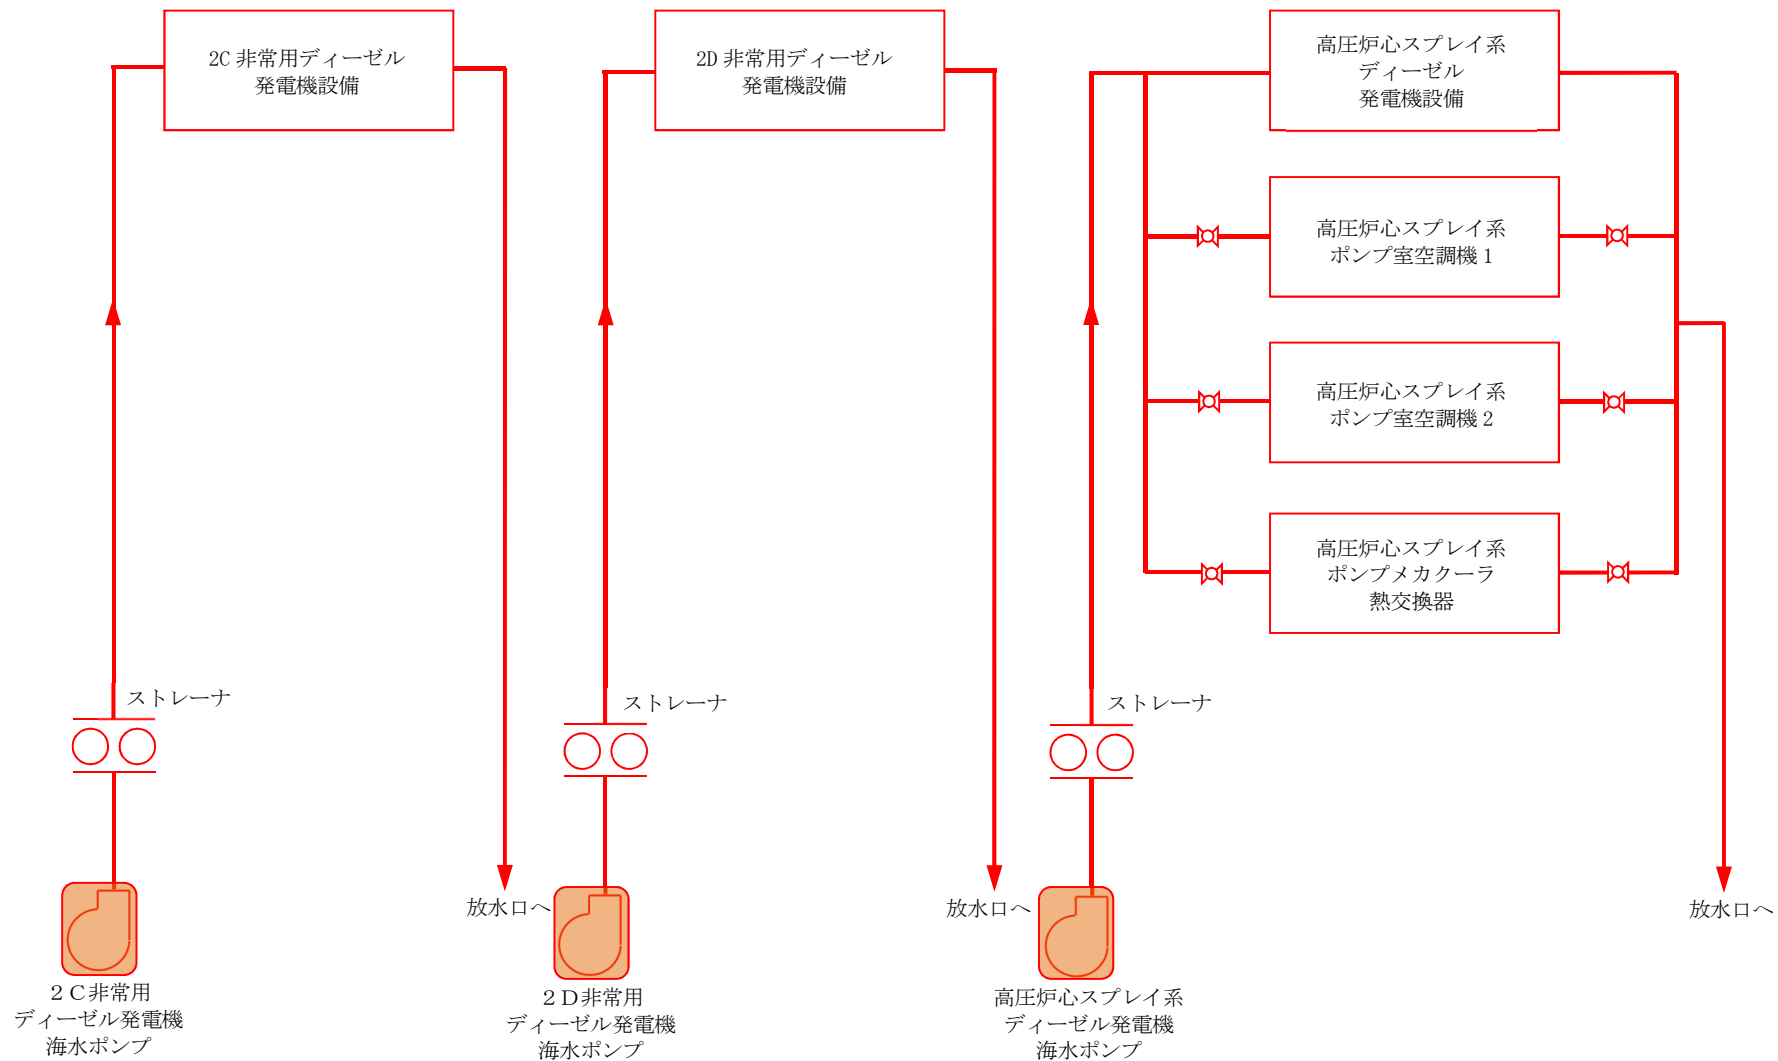 2C 非常用ディーゼル
発電機設備
2D 非常用ディーゼル
発電機設備
高圧炉心スプレイ系
ディーゼル
発電機設備
高圧炉心スプレイ系
ポンプ室空調機 1
高圧炉心スプレイ系
ポンプ室空調機 2
高圧炉心スプレイ系
ポンプメカクーラ
熱交換器
ストレーナ
ストレーナ
ストレーナ
放水口へ
放水口へ
放水口へ
２Ｃ非常用
ディーゼル発電機
海水ポンプ
２Ｄ非常用
ディーゼル発電機
海水ポンプ
高圧炉心スプレイ系
ディーゼル発電機
海水ポンプ